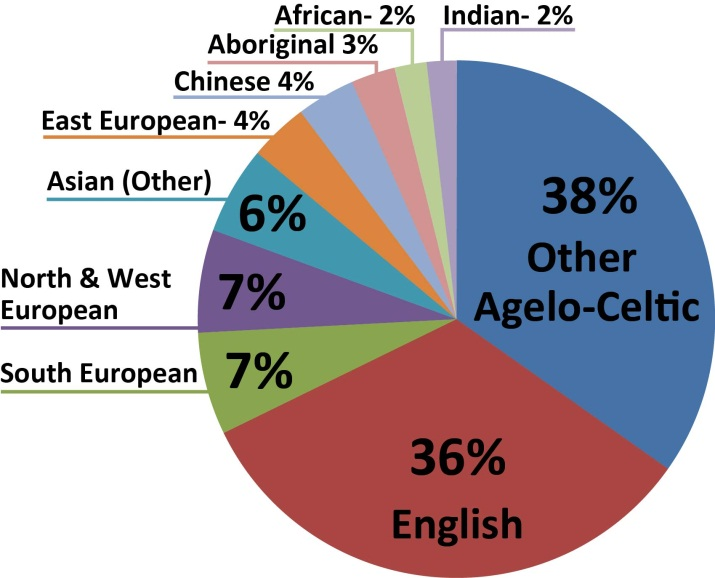 African- 2%
Indian- 2%
Aboriginal 3%
Chinese 4%
East European- 4%
Asian (Other)
6%
38%
Other
Agelo-Celtic
North & West
European
7%
South European
7%
36%
English